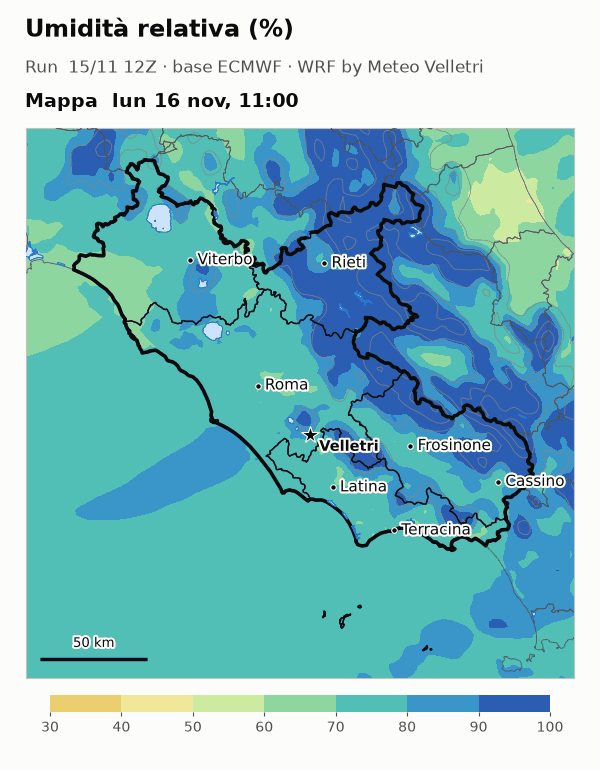 Umidità relativa (%)
Run  15/11 12Z · base ECMWF · WRF by Meteo Velletri
Mappa  lun 16 nov, 11:00
Viterbo
Rieti
Roma
Velletri
Frosinone
Latina
Cassino
Terracina
50 km
30 40 50 60 70 80 90 100